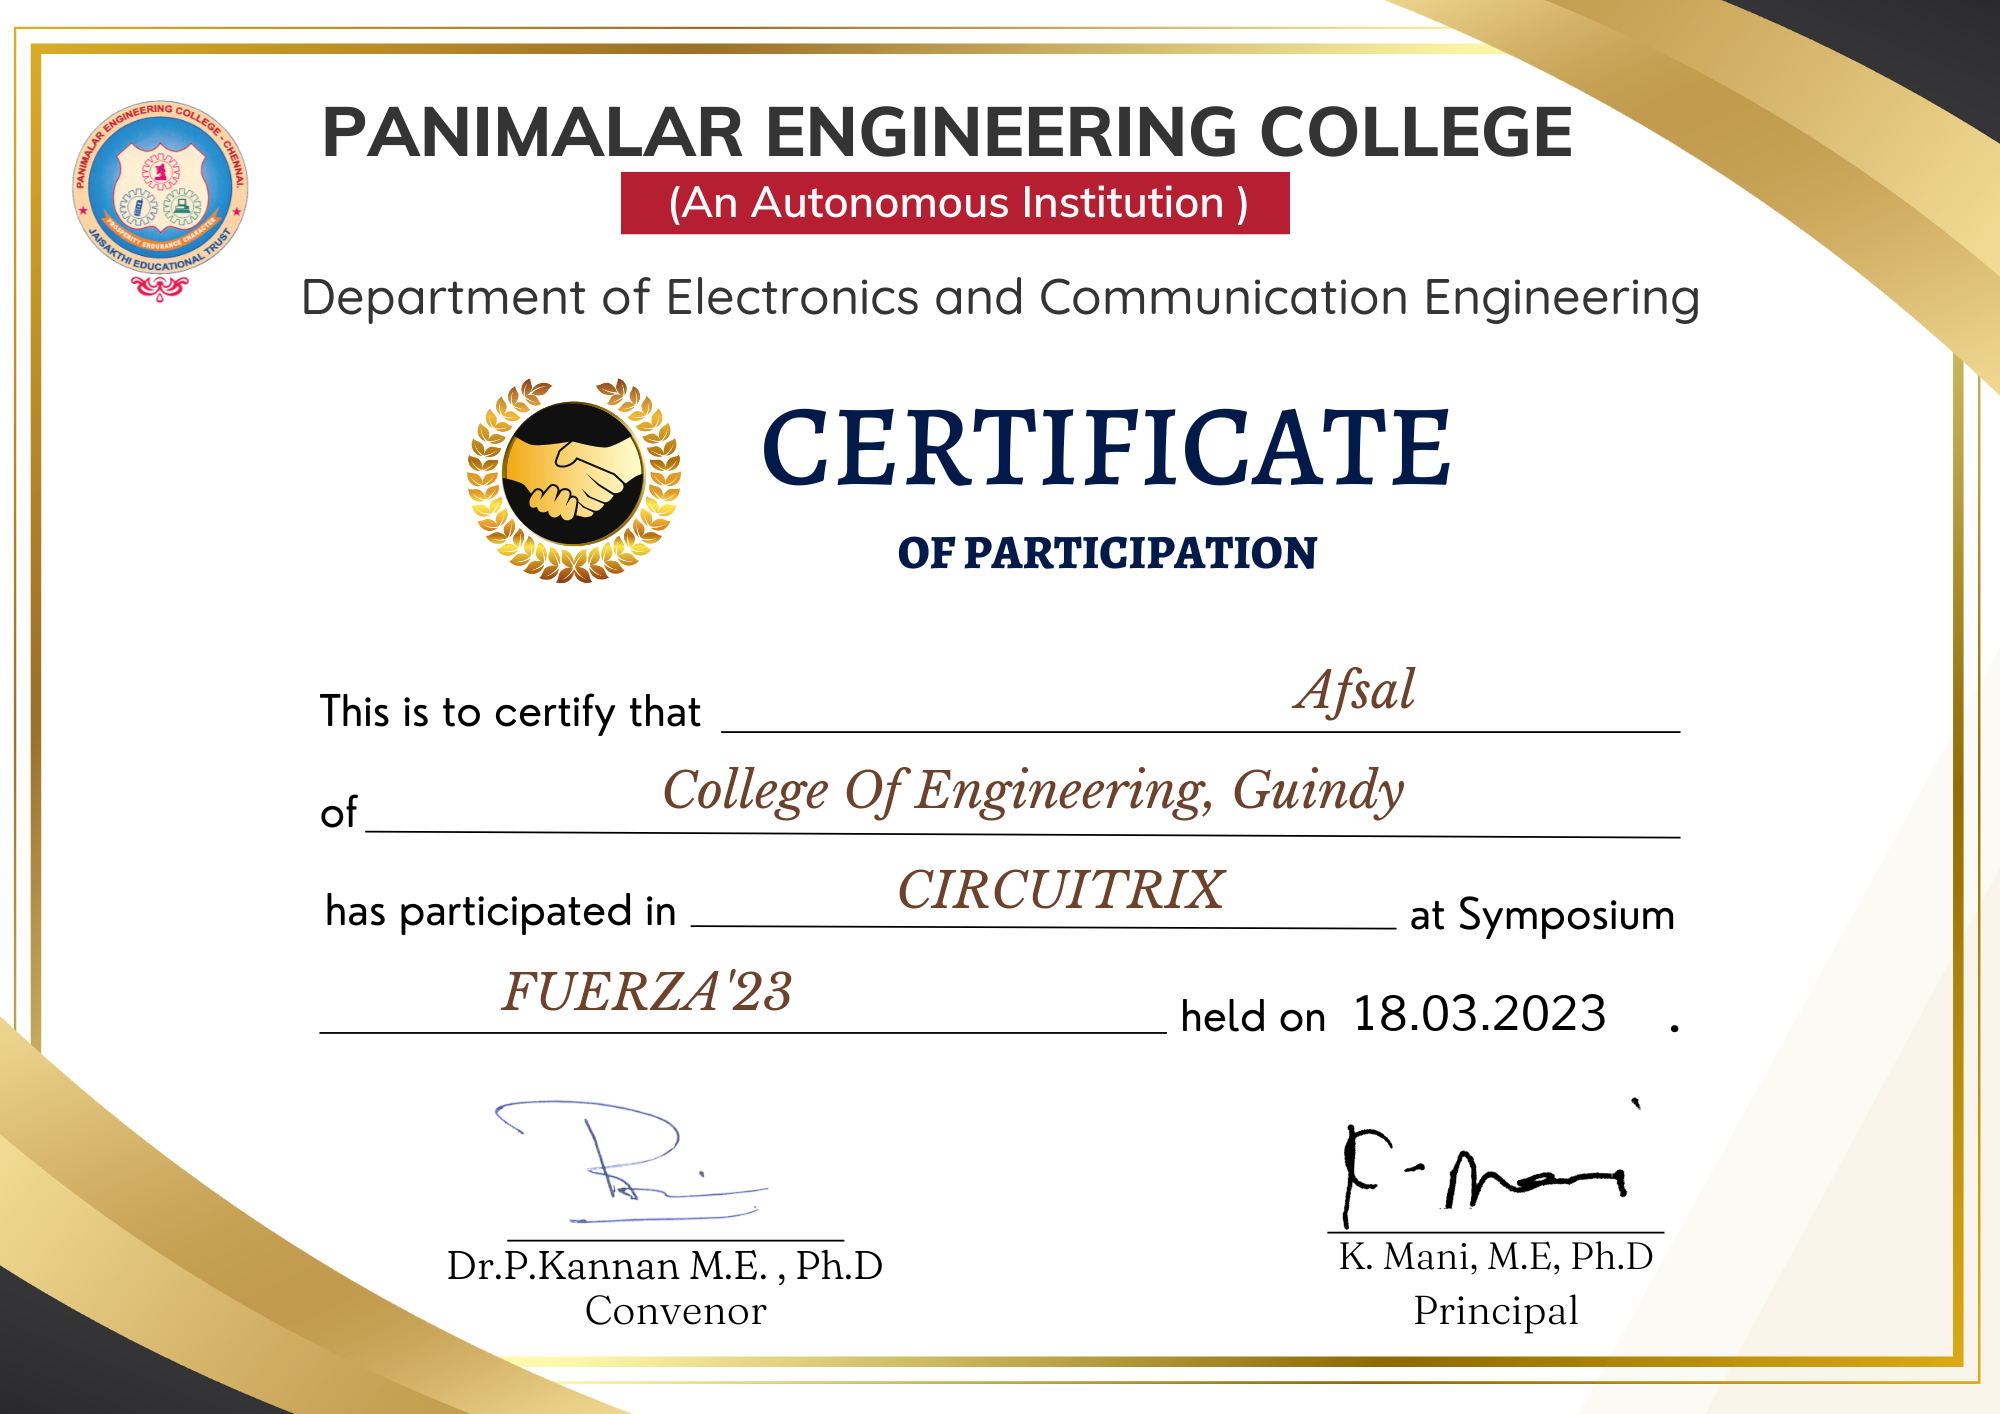 PANIMALAR ENGINEERING COLLEGE - CHENNAI.
PROSPERITY ENDURANCE CHARACTER
JAISAKTHI EDUCATIONAL TRUST
PANIMALAR ENGINEERING COLLEGE
(An Autonomous Institution )
Department of Electronics and Communication Engineering
CERTIFICATE
OF PARTICIPATION
This is to certify that Afsal
of College Of Engineering, Guindy
has participated in CIRCUITRIX at Symposium
FUERZA'23 held on 18.03.2023 .
K - Mani
Dr.P.Kannan M.E. , Ph.D
Convenor
K. Mani, M.E, Ph.D
Principal